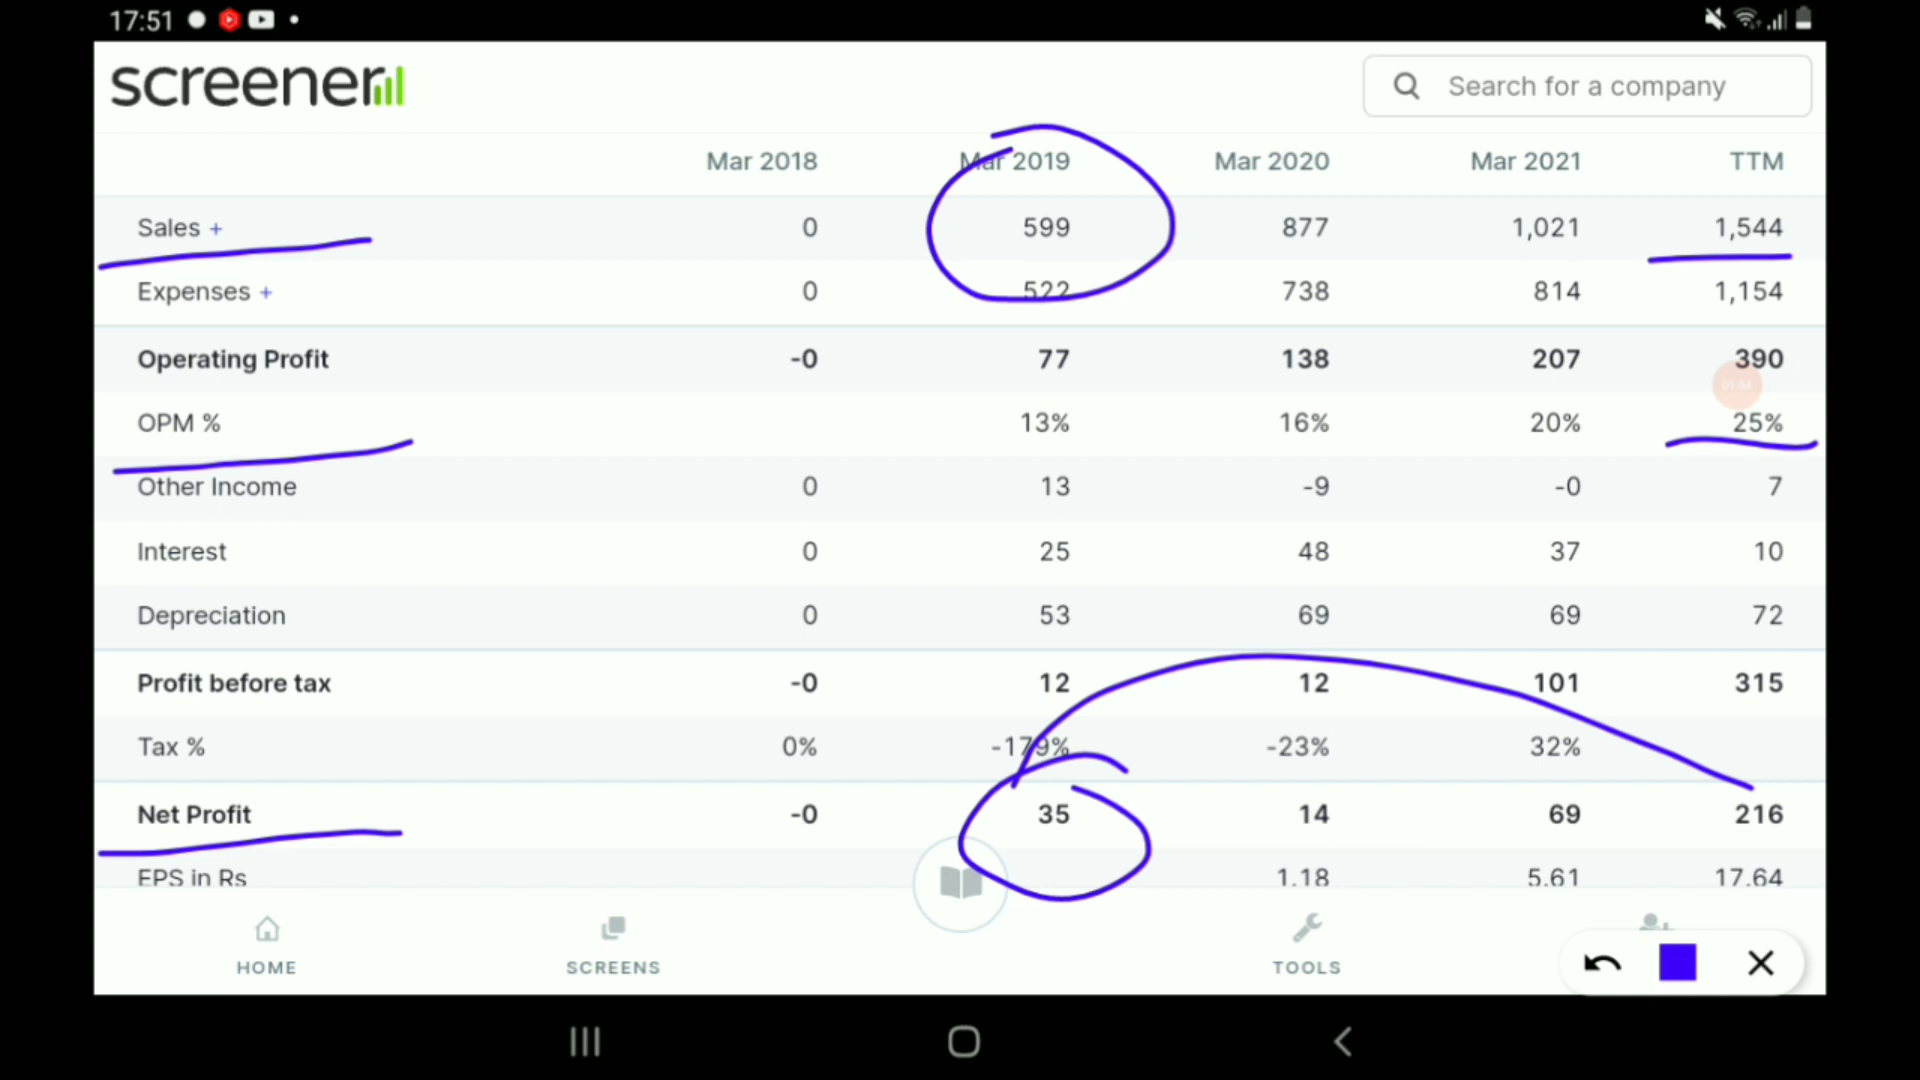 17:51
screener
Search for a company
Mar 2018 Mar 2019 Mar 2020 Mar 2021 TTM
Sales + 0 599 877 1,021 1,544
Expenses + 0 522 738 814 1,154
Operating Profit -0 77 138 207 390
01:54
OPM % 13% 16% 20% 25%
Other Income 0 13 -9 -0 7
Interest 0 25 48 37 10
Depreciation 0 53 69 69 72
Profit before tax -0 12 12 101 315
Tax % 0% -179% -23% 32%
Net Profit -0 35 14 69 216
EPS in Rs 1.18 5.61 17.64
HOME SCREENS TOOLS